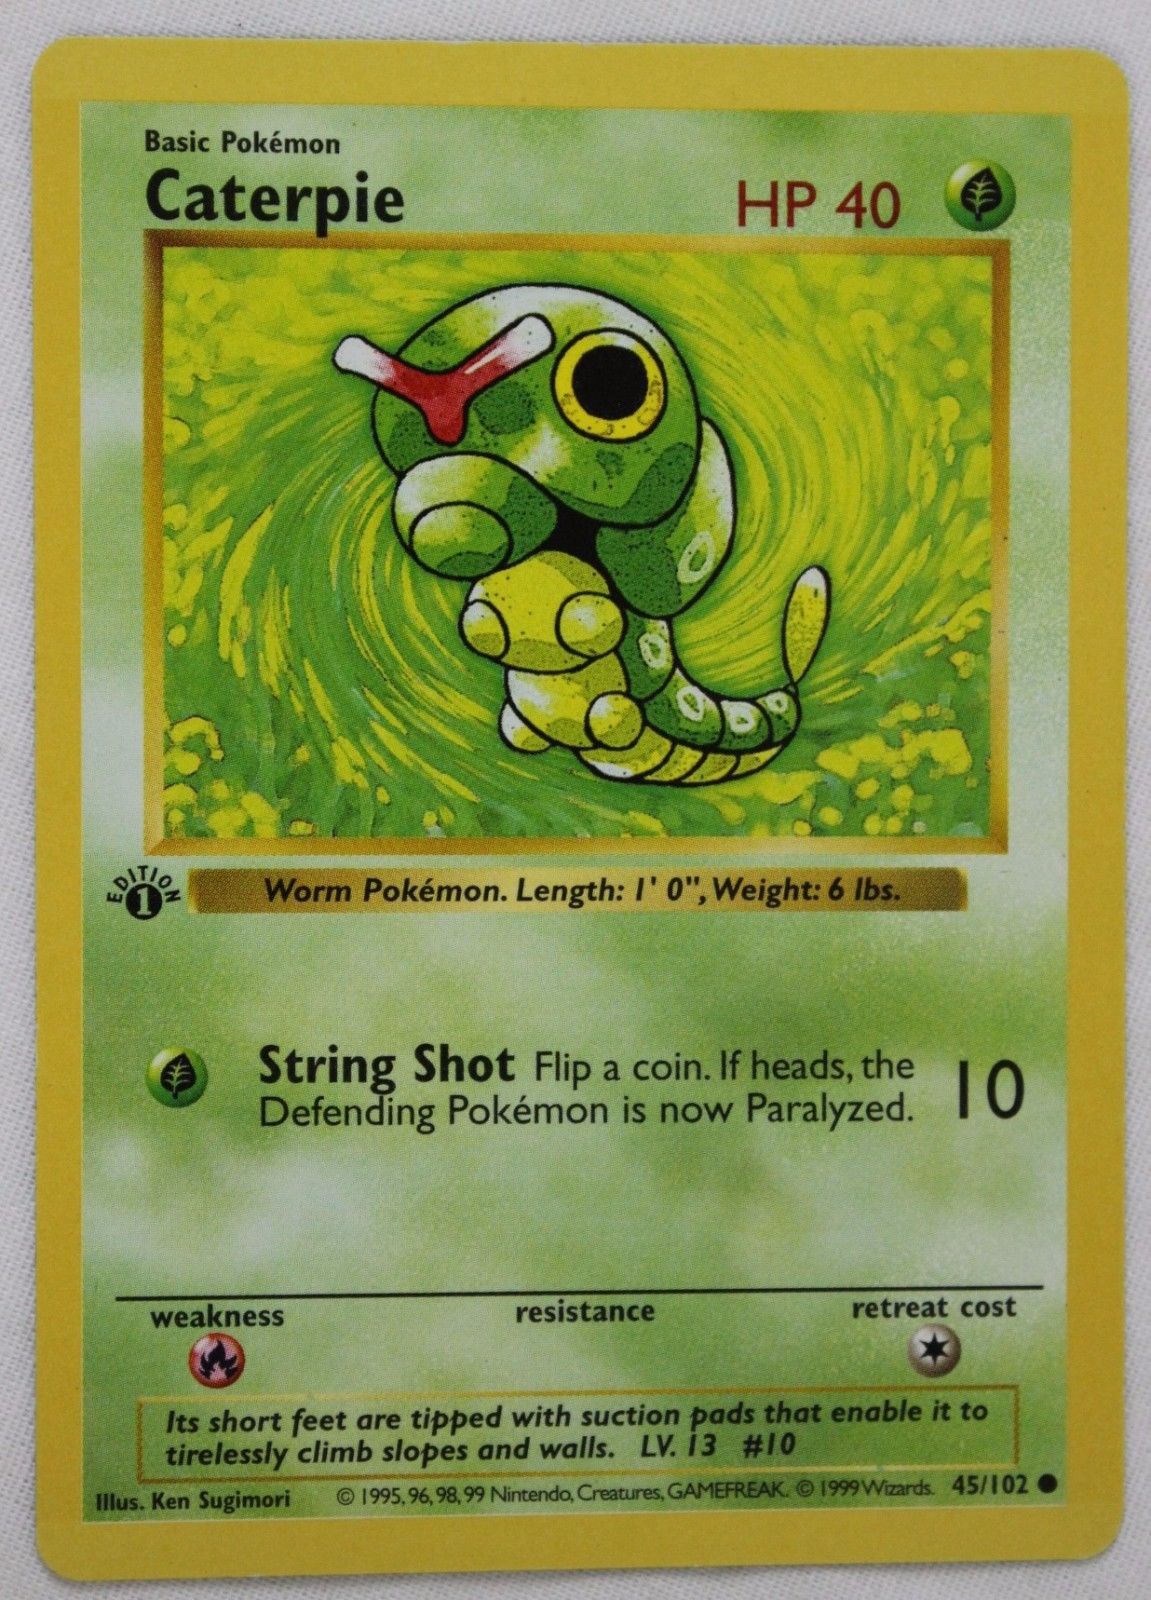 Basic Pokémon
Caterpie HP 40
EDITION 1
Worm Pokémon. Length: 1' 0", Weight: 6 lbs.
String Shot Flip a coin. If heads, the 10
Defending Pokémon is now Paralyzed.
weakness resistance retreat cost
Its short feet are tipped with suction pads that enable it to
tirelessly climb slopes and walls. LV. 13 #10
Illus. Ken Sugimori © 1995, 96, 98, 99 Nintendo, Creatures, GAMEFREAK. © 1999 Wizards. 45/102